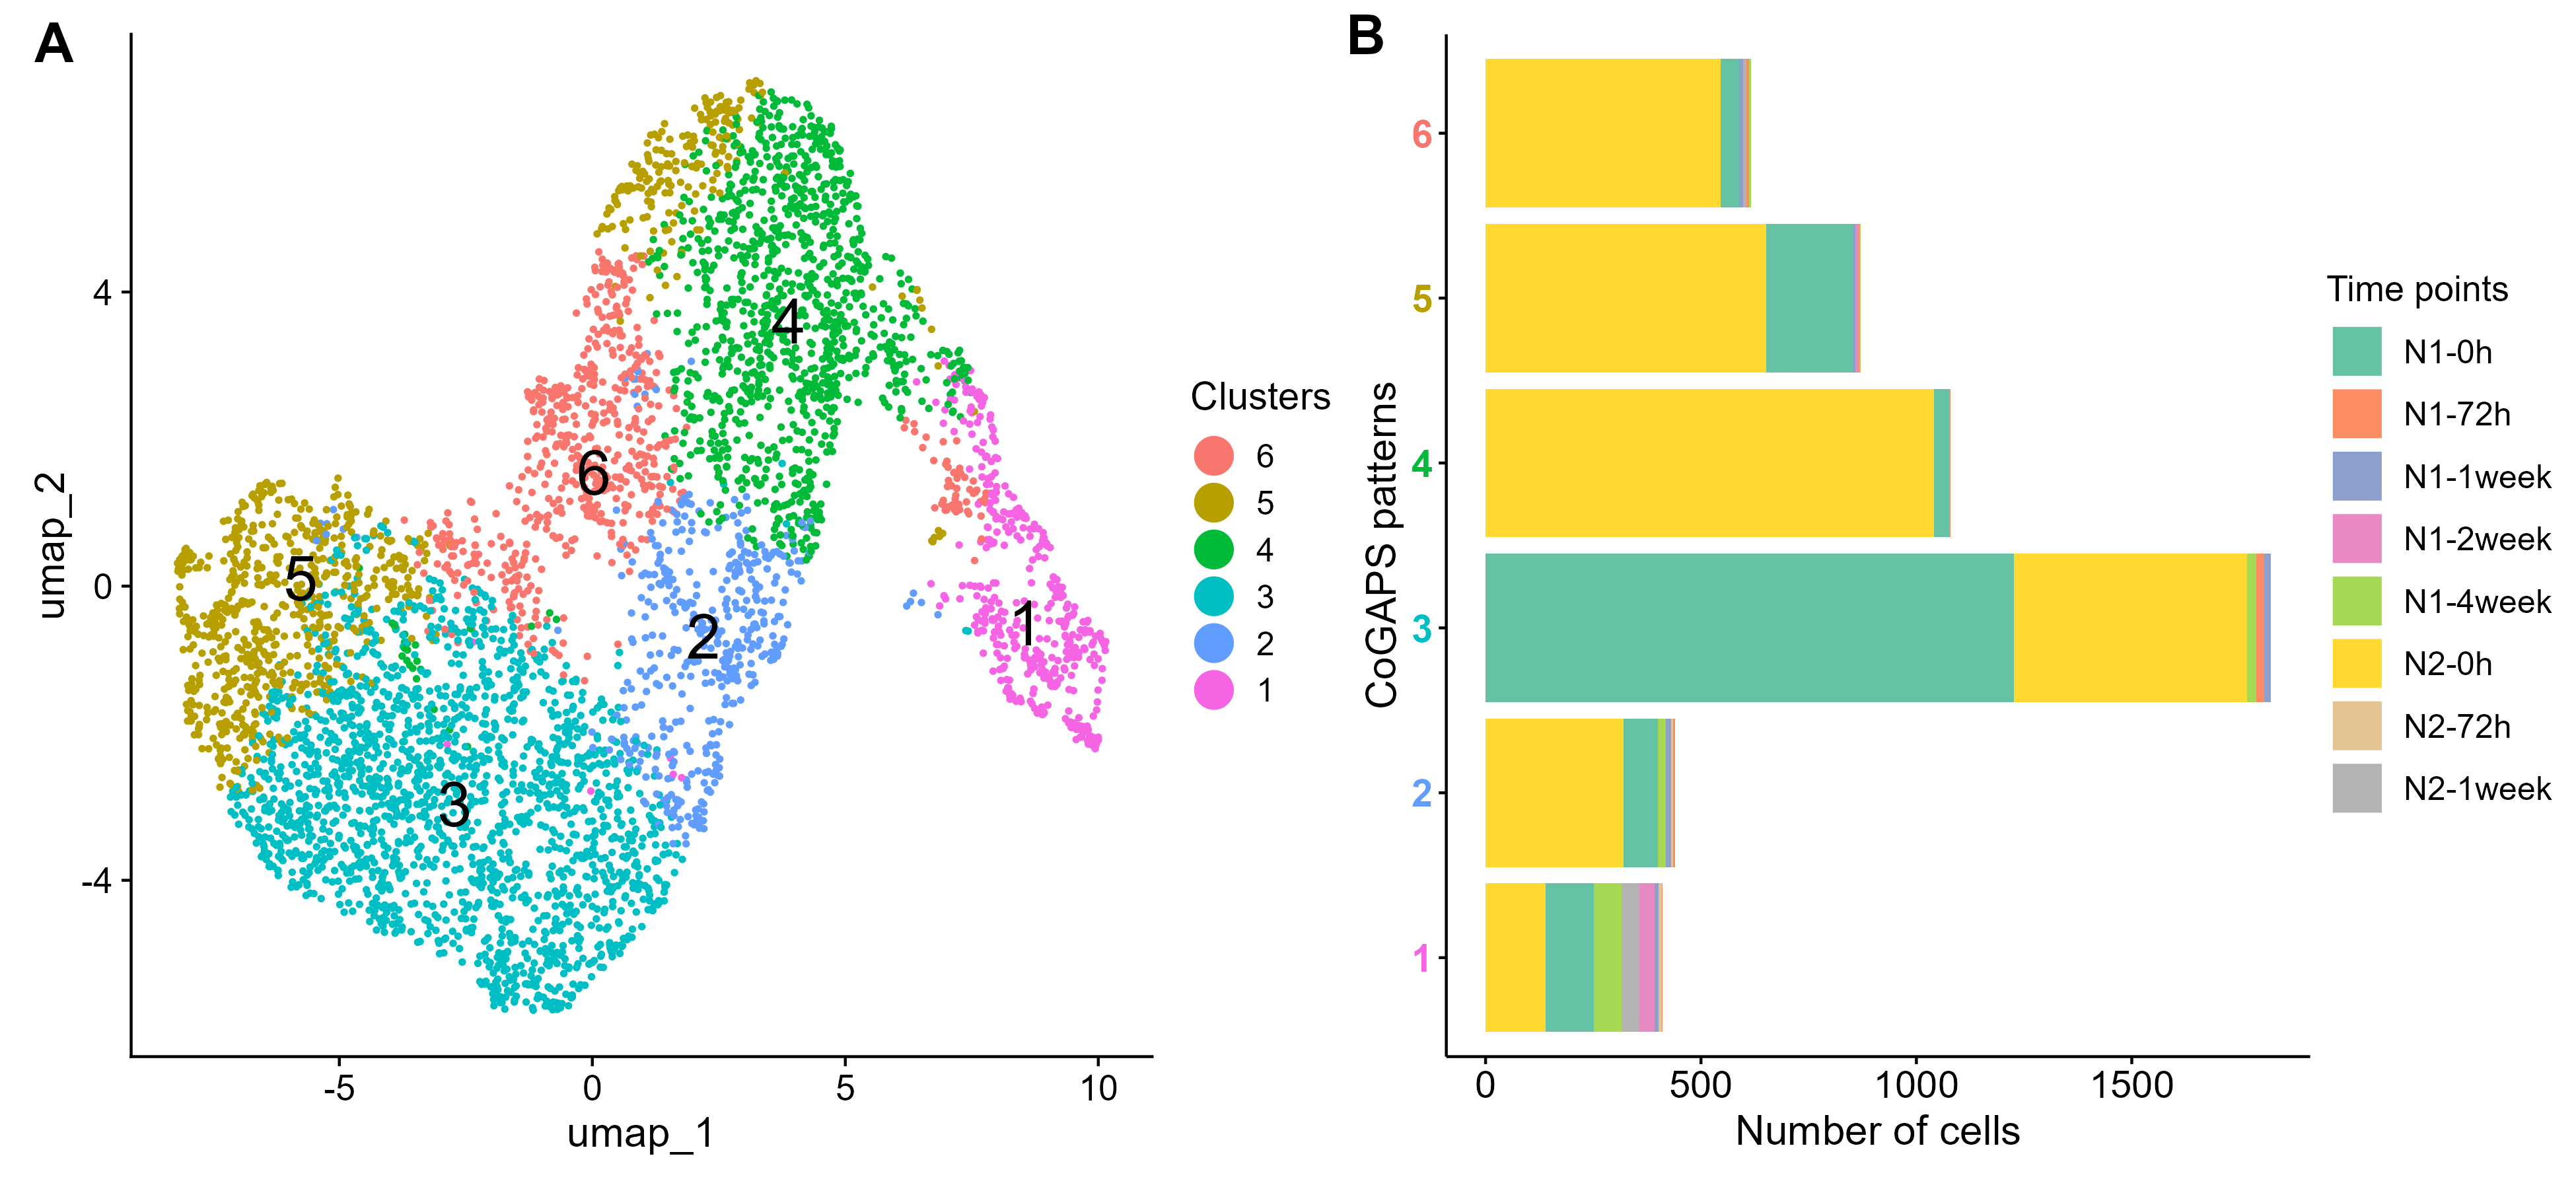 A
4
0
-4
umap_2
4
6
5
2
1
3
-5
0
5
10
umap_1
Clusters
6
5
4
3
2
1
B
CoGAPS patterns
6
5
4
3
2
1
0
500
1000
1500
Number of cells
Time points
N1-0h
N1-72h
N1-1week
N1-2week
N1-4week
N2-0h
N2-72h
N2-1week